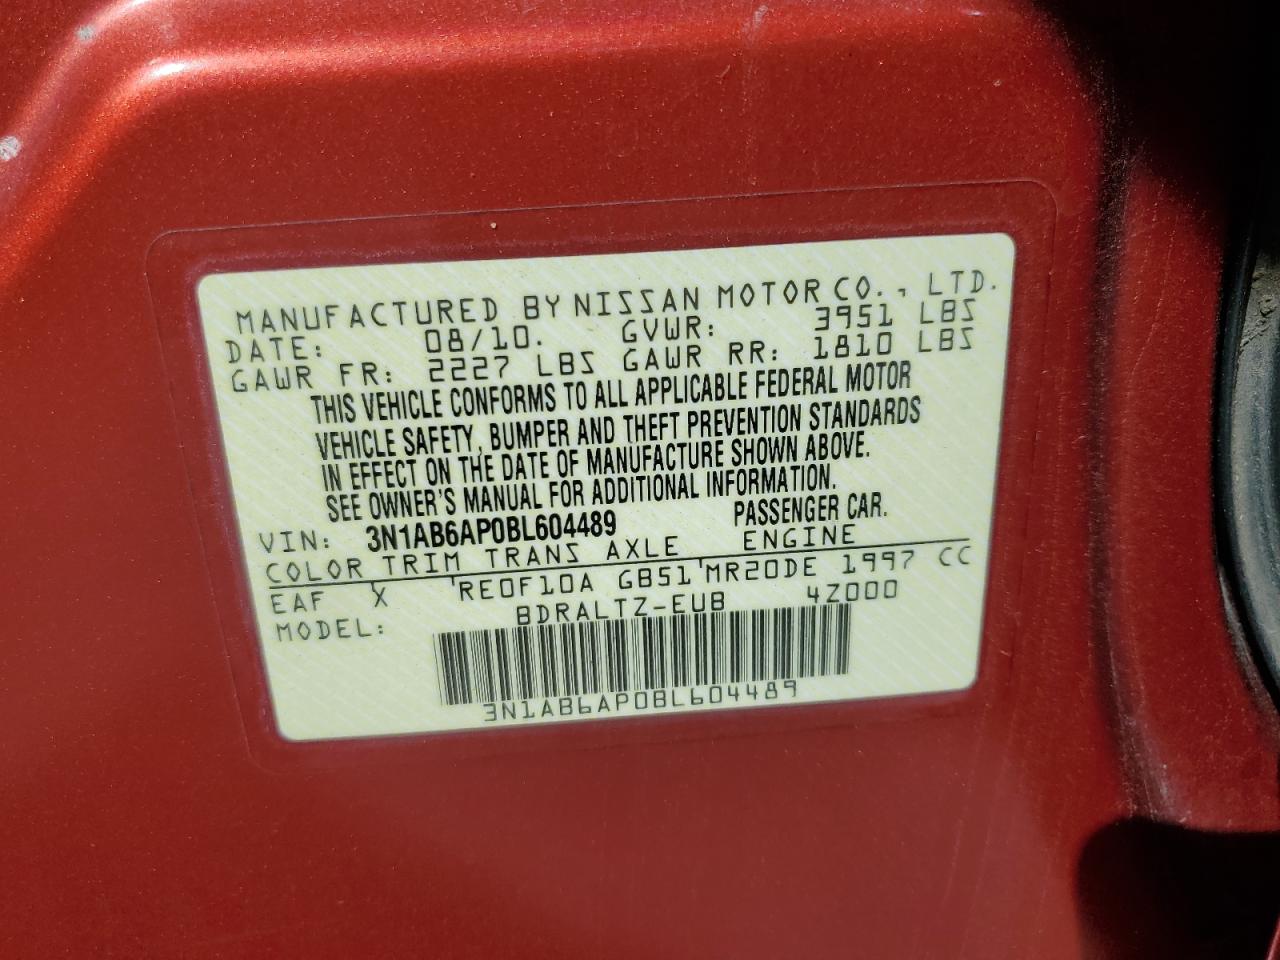 MANUFACTURED BY NISSAN MOTOR CO., LTD.
DATE: 08/10. GVWR: 3951 LBS
GAWR FR: 2227 LBS GAWR RR: 1810 LBS
THIS VEHICLE CONFORMS TO ALL APPLICABLE FEDERAL MOTOR
VEHICLE SAFETY, BUMPER AND THEFT PREVENTION STANDARDS
IN EFFECT ON THE DATE OF MANUFACTURE SHOWN ABOVE.
SEE OWNER'S MANUAL FOR ADDITIONAL INFORMATION.
VIN: 3N1AB6AP0BL604489 PASSENGER CAR.
COLOR TRIM TRANS AXLE ENGINE
EAF X RE0F10A GB51 MR20DE 1997 CC
MODEL: BDRALTZ-EUB 4Z000
3N1AB6AP0BL604489